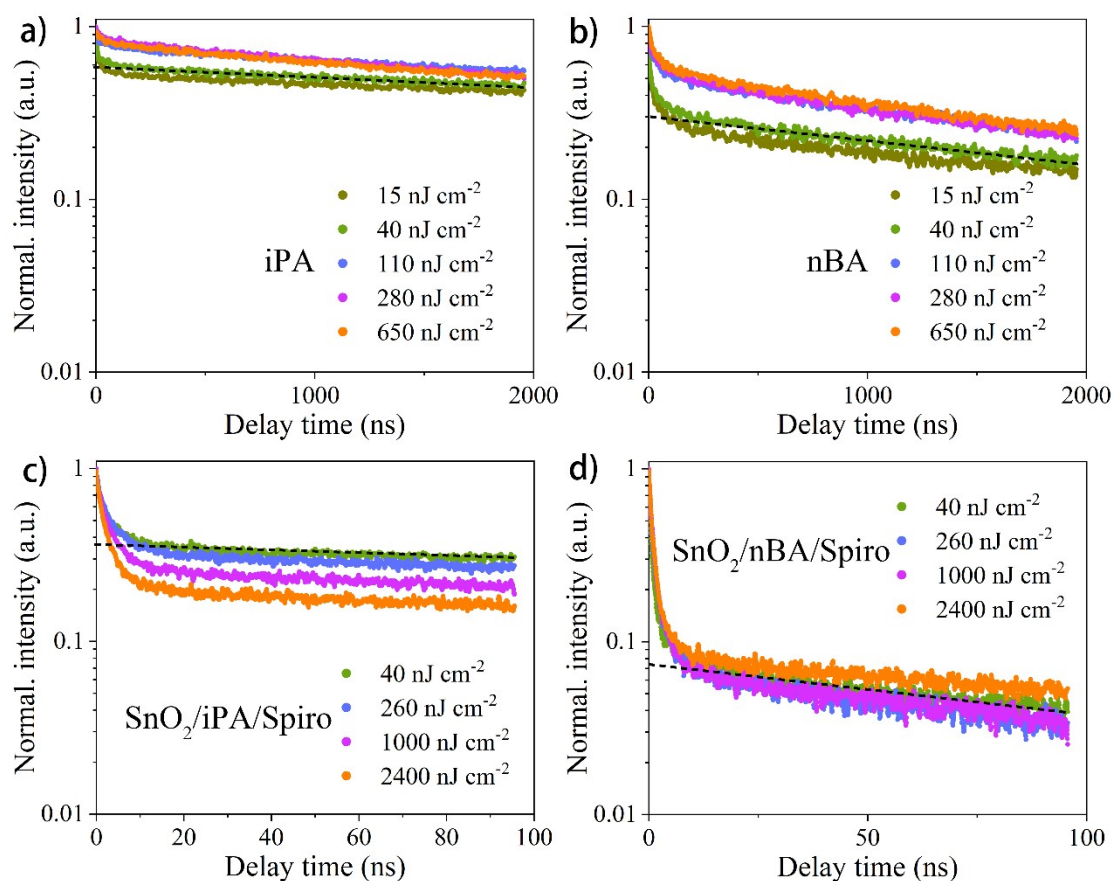 a)
Normal. intensity (a.u.)
1
0.1
0.01
15 nJ cm⁻²
40 nJ cm⁻²
110 nJ cm⁻²
280 nJ cm⁻²
650 nJ cm⁻²
iPA
0 1000 2000
Delay time (ns)
b)
Normal. intensity (a.u.)
1
0.1
0.01
15 nJ cm⁻²
40 nJ cm⁻²
110 nJ cm⁻²
280 nJ cm⁻²
650 nJ cm⁻²
nBA
0 1000 2000
Delay time (ns)
c)
Normal. intensity (a.u.)
1
0.1
0.01
40 nJ cm⁻²
260 nJ cm⁻²
1000 nJ cm⁻²
2400 nJ cm⁻²
SnO₂/iPA/Spiro
0 20 40 60 80 100
Delay time (ns)
d)
Normal. intensity (a.u.)
1
0.1
0.01
40 nJ cm⁻²
260 nJ cm⁻²
1000 nJ cm⁻²
2400 nJ cm⁻²
SnO₂/nBA/Spiro
0 50 100
Delay time (ns)